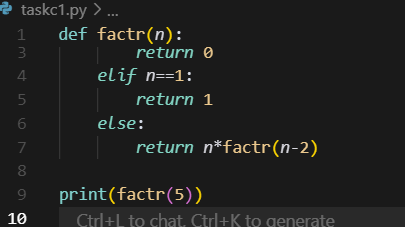 taskc1.py > ...
1 def factr(n):
3 return 0
4 elif n==1:
5 return 1
6 else:
7 return n*factr(n-2)
8
9 print(factr(5))
10 Ctrl+L to chat, Ctrl+K to generate